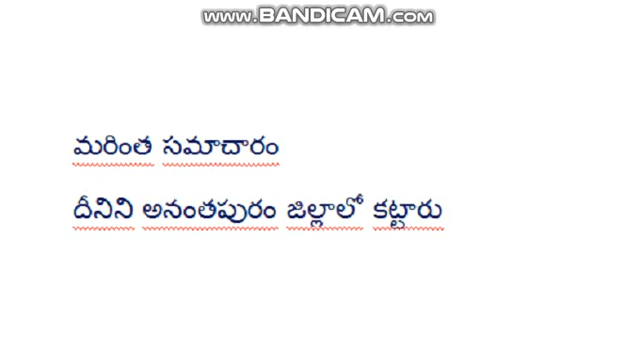 www.BANDICAM.com
మరింత సమాచారం
దీనిని అనంతపురం జిల్లాలో కట్టారు